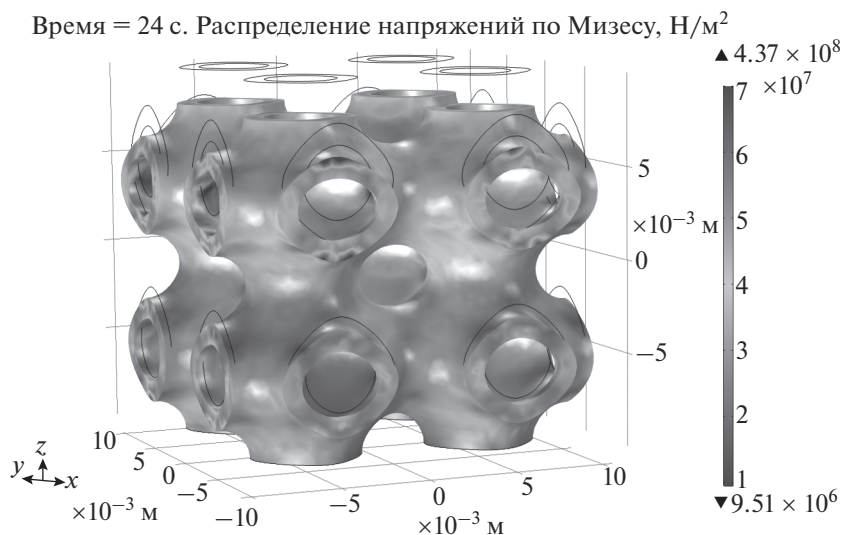 Время = 24 с. Распределение напряжений по Мизесу, Н/м²
▲ 4.37 × 10⁸
7 ×10⁷
6
5
4
3
2
1
▼ 9.51 × 10⁶
5
×10⁻³ м
0
−5
z
y
x
10
5
0
−5
−10
×10⁻³ м
−5
0
5
10
×10⁻³ м